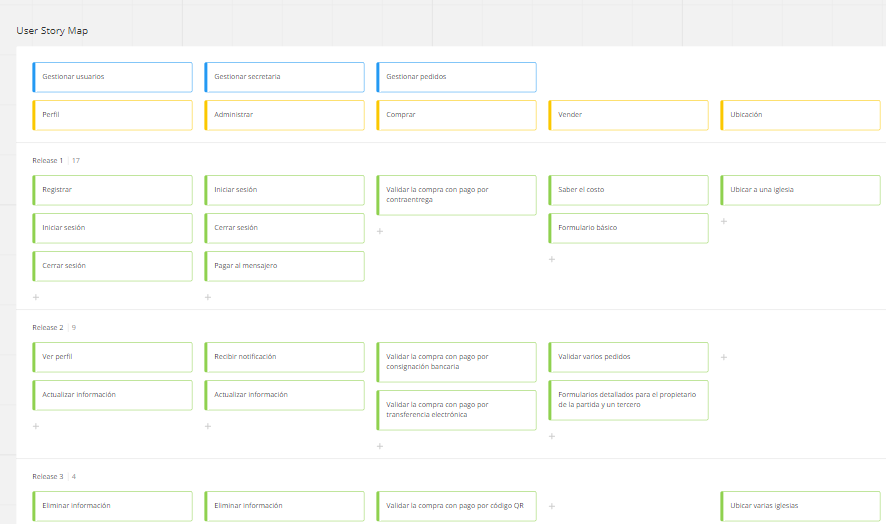 User Story Map
Gestionar usuarios
Gestionar secretaria
Gestionar pedidos
Perfil
Administrar
Comprar
Vender
Ubicación
Release 1 | 17
Registrar
Iniciar sesión
Validar la compra con pago por
contraentrega
Saber el costo
Ubicar a una iglesia
Iniciar sesión
Cerrar sesión
Formulario básico
Cerrar sesión
Pagar al mensajero
Release 2 | 9
Ver perfil
Recibir notificación
Validar la compra con pago por
consignación bancaria
Validar varios pedidos
Actualizar información
Actualizar información
Validar la compra con pago por
transferencia electrónica
Formularios detallados para el propietario
de la partida y un tercero
Release 3 | 4
Eliminar información
Eliminar información
Validar la compra con pago por código QR
Ubicar varias iglesias